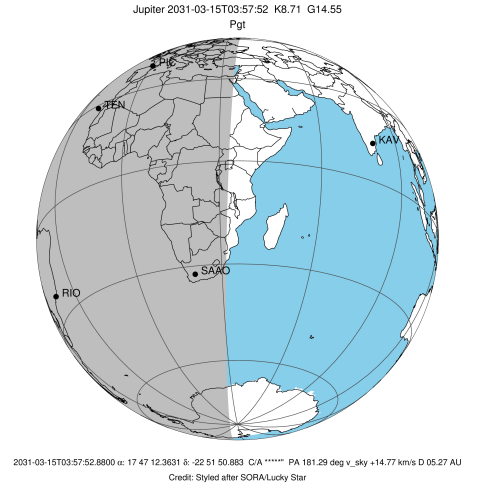 Jupiter 2031-03-15T03:57:52  K8.71  G14.55
Pgt
PIC
TEN
KAV
SAAO
RIO
2031-03-15T03:57:52.8800 α: 17 47 12.3631 δ: -22 51 50.883  C/A *****"  PA 181.29 deg v_sky +14.77 km/s D 05.27 AU
Credit: Styled after SORA/Lucky Star